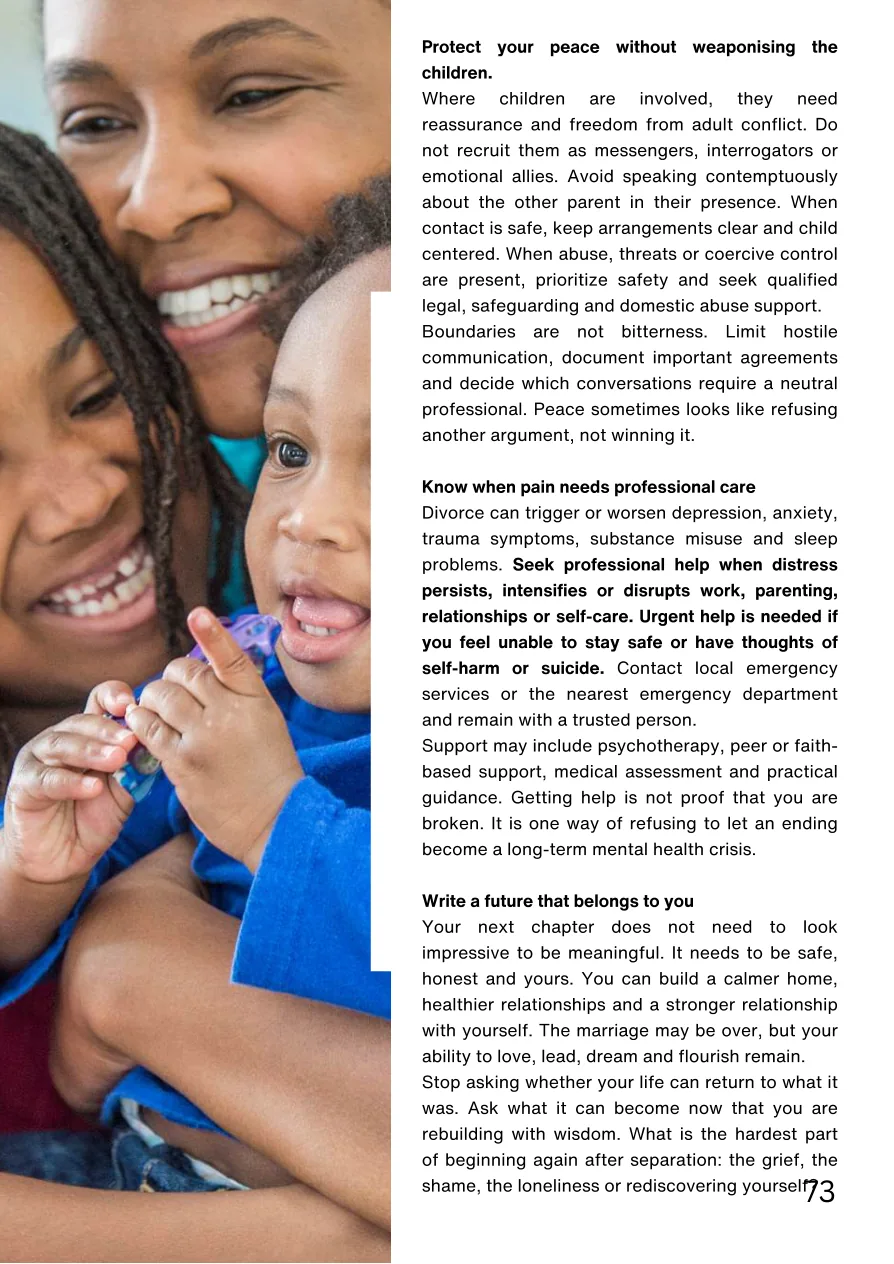 Protect your peace without weaponising the
children.
Where children are involved, they need
reassurance and freedom from adult conflict. Do
not recruit them as messengers, interrogators or
emotional allies. Avoid speaking contemptuously
about the other parent in their presence. When
contact is safe, keep arrangements clear and child
centered. When abuse, threats or coercive control
are present, prioritize safety and seek qualified
legal, safeguarding and domestic abuse support.
Boundaries are not bitterness. Limit hostile
communication, document important agreements
and decide which conversations require a neutral
professional. Peace sometimes looks like refusing
another argument, not winning it.
Know when pain needs professional care
Divorce can trigger or worsen depression, anxiety,
trauma symptoms, substance misuse and sleep
problems. Seek professional help when distress
persists, intensifies or disrupts work, parenting,
relationships or self-care. Urgent help is needed if
you feel unable to stay safe or have thoughts of
self-harm or suicide. Contact local emergency
services or the nearest emergency department
and remain with a trusted person.
Support may include psychotherapy, peer or faith-
based support, medical assessment and practical
guidance. Getting help is not proof that you are
broken. It is one way of refusing to let an ending
become a long-term mental health crisis.
Write a future that belongs to you
Your next chapter does not need to look
impressive to be meaningful. It needs to be safe,
honest and yours. You can build a calmer home,
healthier relationships and a stronger relationship
with yourself. The marriage may be over, but your
ability to love, lead, dream and flourish remain.
Stop asking whether your life can return to what it
was. Ask what it can become now that you are
rebuilding with wisdom. What is the hardest part
of beginning again after separation: the grief, the
shame, the loneliness or rediscovering yourself?
73